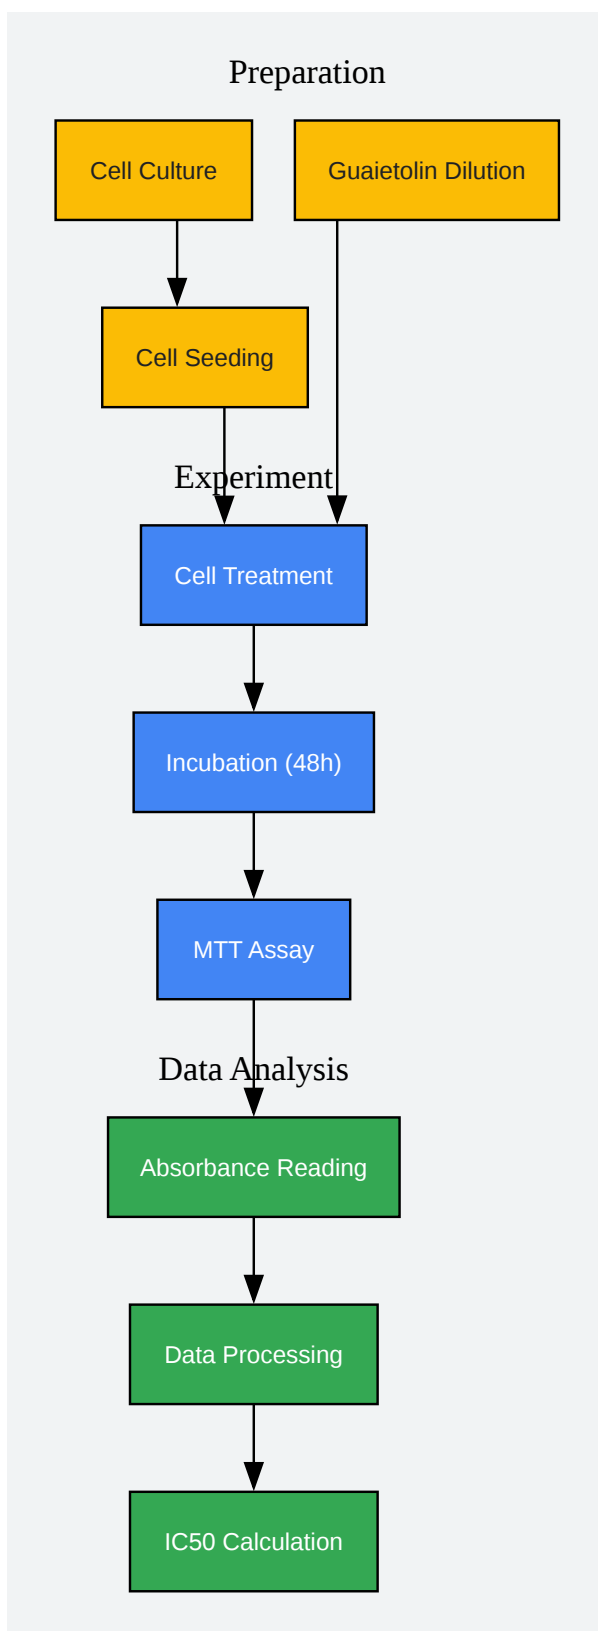 Preparation
Cell Culture
Guaietolin Dilution
Cell Seeding
Experiment
Cell Treatment
Incubation (48h)
MTT Assay
Data Analysis
Absorbance Reading
Data Processing
IC50 Calculation